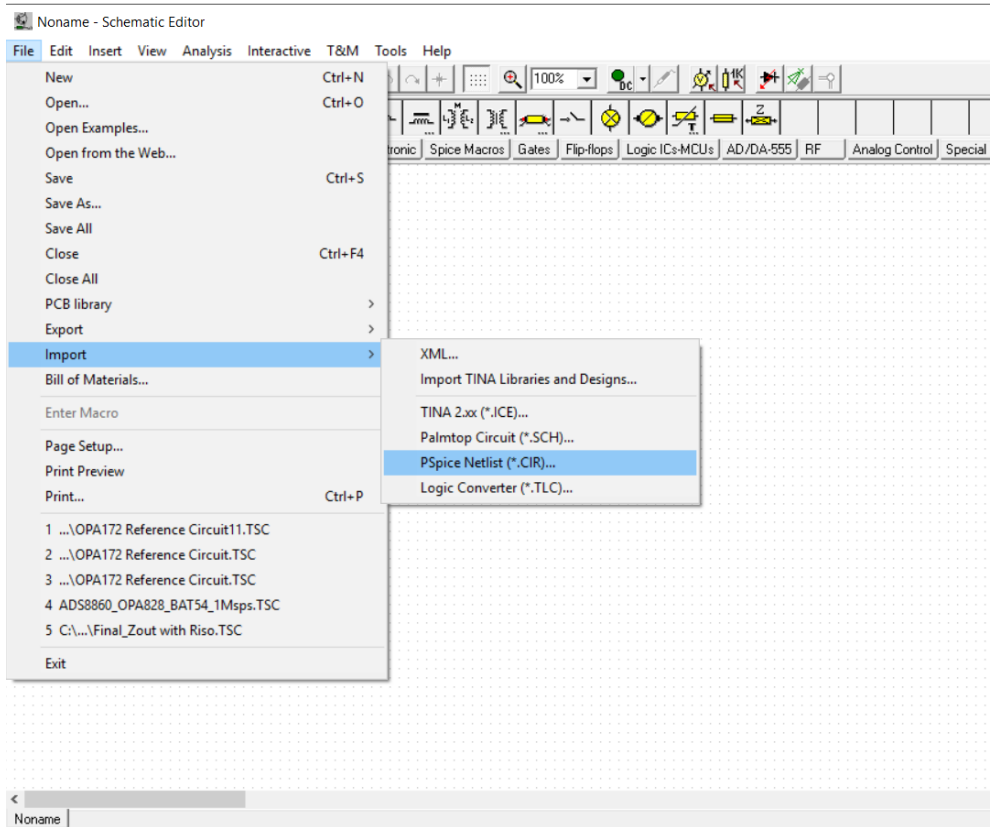 Noname - Schematic Editor
File Edit Insert View Analysis Interactive T&M Tools Help
New Ctrl+N
Open... Ctrl+O
Open Examples...
Open from the Web...
Save Ctrl+S
Save As...
Save All
Close Ctrl+F4
Close All
PCB library
Export
Import
Bill of Materials...
Enter Macro
Page Setup...
Print Preview
Print... Ctrl+P
1 ...\OPA172 Reference Circuit11.TSC
2 ...\OPA172 Reference Circuit.TSC
3 ...\OPA172 Reference Circuit.TSC
4 ADS8860_OPA828_BAT54_1Msps.TSC
5 C:\...\Final_Zout with Riso.TSC
Exit
100% DC 1K
M Z T
tronic Spice Macros Gates Flip-flops Logic ICs-MCUs AD/DA-555 RF Analog Control Special
XML...
Import TINA Libraries and Designs...
TINA 2.xx (*.ICE)...
Palmtop Circuit (*.SCH)...
PSpice Netlist (*.CIR)...
Logic Converter (*.TLC)...
Noname